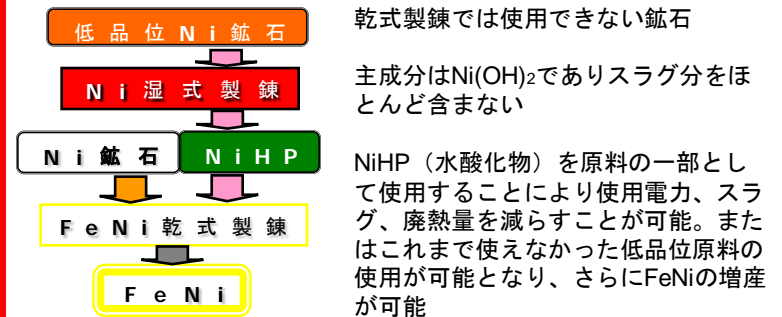 低品位Ni鉱石
Ni湿式製錬
Ni鉱石
NiHP
FeNi乾式製錬
FeNi
乾式製錬では使用できない鉱石
主成分はNi(OH)₂でありスラグ分をほ
とんど含まない
NiHP（水酸化物）を原料の一部とし
て使用することにより使用電力、スラ
グ、廃熱量を減らすことが可能。また
はこれまで使えなかった低品位原料の
使用が可能となり、さらにFeNiの増産
が可能